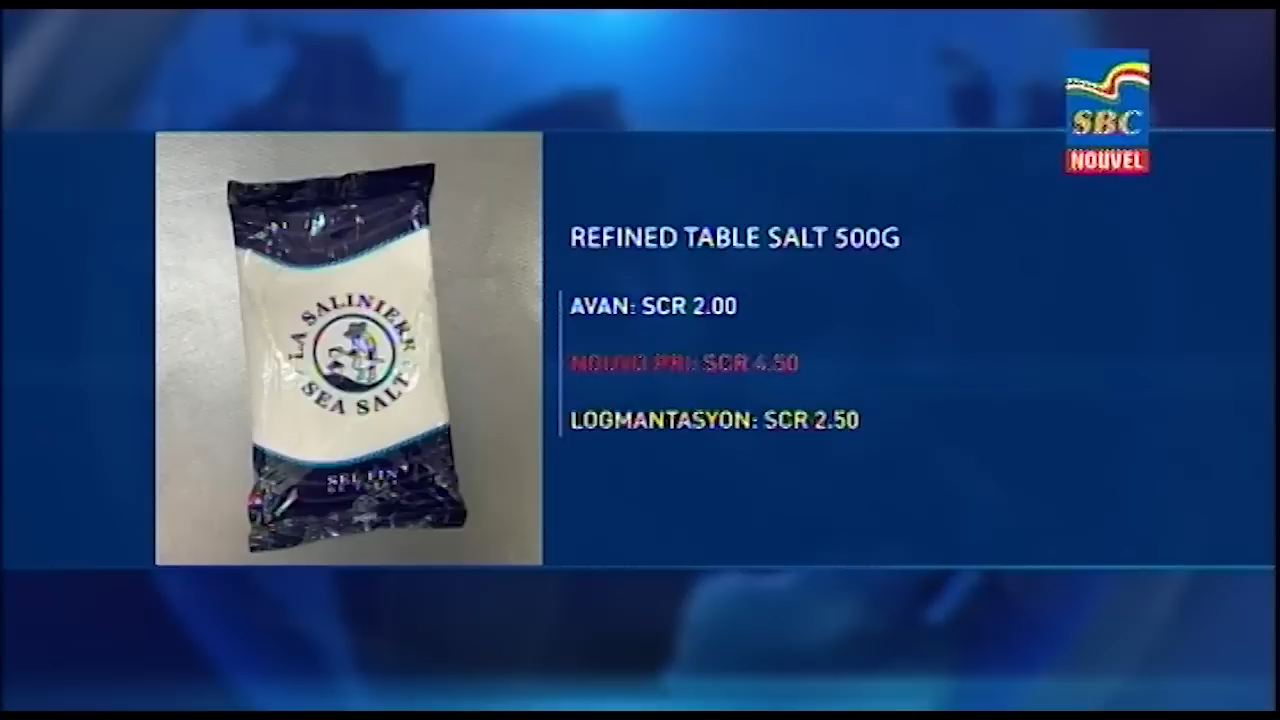 SBC
NOUVEL
REFINED TABLE SALT 500G
AVAN: SCR 2.00
NOUVO PRI: SCR 4.50
LOGMANTASYON: SCR 2.50
LA SALINIERE
SEA SALT
SEL FIN